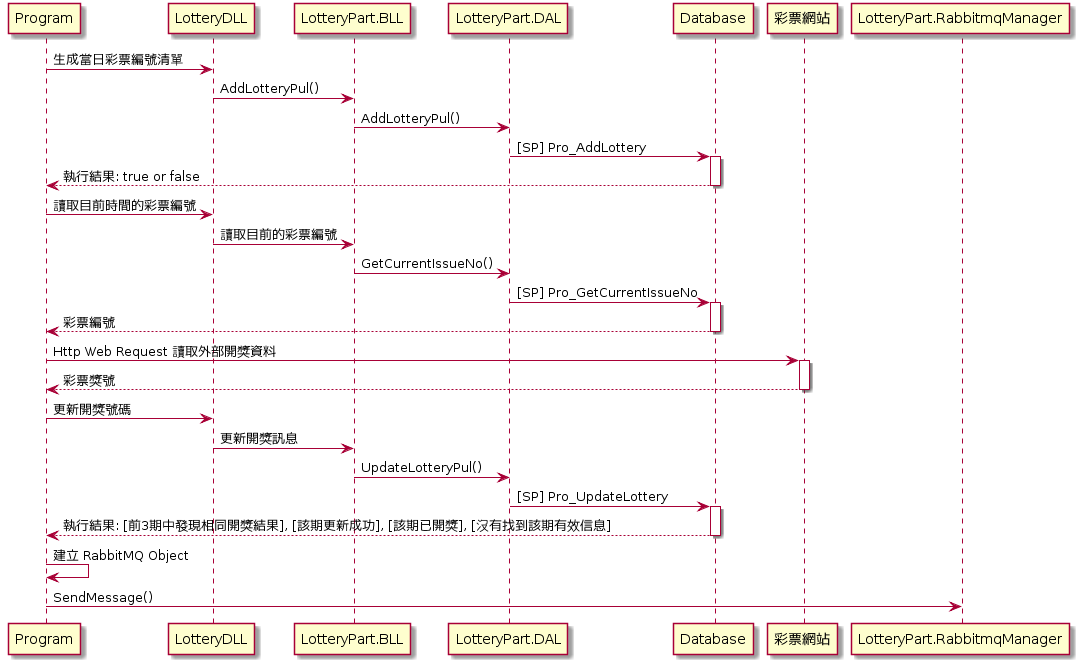 Program LotteryDLL LotteryPart.BLL LotteryPart.DAL Database 彩票網站 LotteryPart.RabbitmqManager
生成當日彩票編號清單
AddLotteryPul()
AddLotteryPul()
[SP] Pro_AddLottery
執行結果: true or false
讀取目前時間的彩票編號
讀取目前的彩票編號
GetCurrentIssueNo()
[SP] Pro_GetCurrentIssueNo
彩票編號
Http Web Request 讀取外部開獎資料
彩票獎號
更新開獎號碼
更新開獎訊息
UpdateLotteryPul()
[SP] Pro_UpdateLottery
執行結果: [前3期中發現相同開獎結果], [該期更新成功], [該期已開獎], [沒有找到該期有效信息]
建立 RabbitMQ Object
SendMessage()
Program LotteryDLL LotteryPart.BLL LotteryPart.DAL Database 彩票網站 LotteryPart.RabbitmqManager